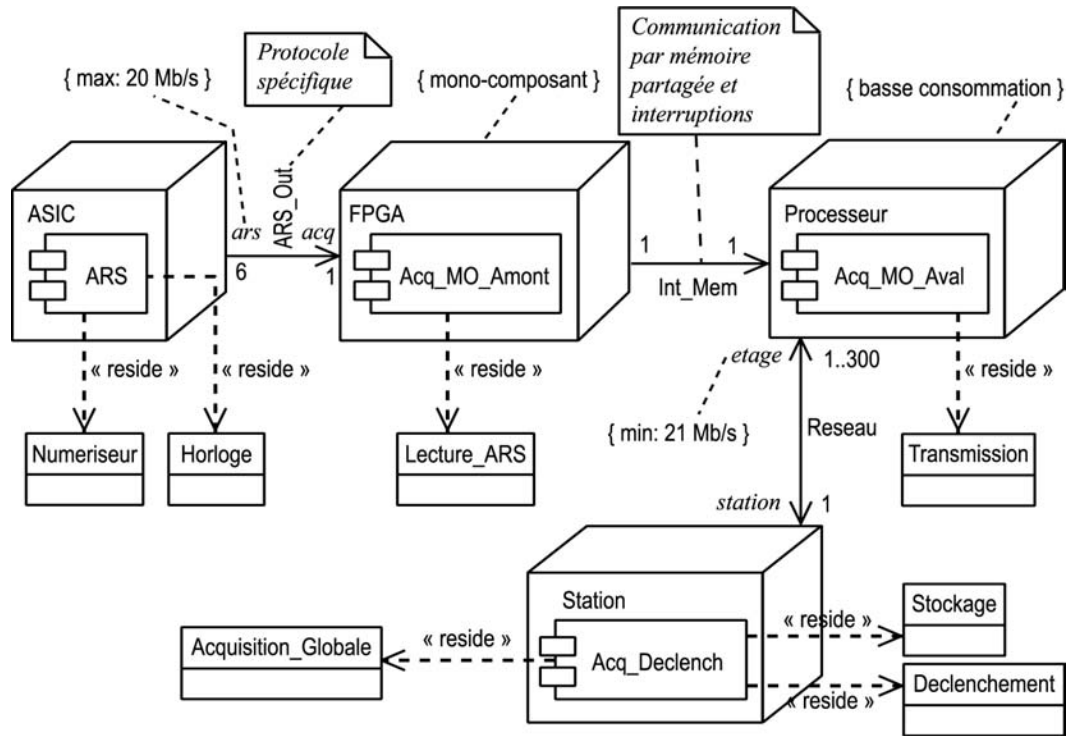 Protocole
spécifique
Communication
par mémoire
partagée et
interruptions
{ max: 20 Mb/s }
{ mono-composant }
{ basse consommation }
ASIC
ARS
ars
6
ARS_Out
acq
1
FPGA
Acq_MO_Amont
1
1
Int_Mem
Processeur
Acq_MO_Aval
« reside »
« reside »
« reside »
« reside »
etage
1..300
{ min: 21 Mb/s }
Reseau
Numeriseur
Horloge
Lecture_ARS
Transmission
station
1
Station
Acq_Declench
« reside »
Acquisition_Globale
« reside »
Stockage
« reside »
Declenchement